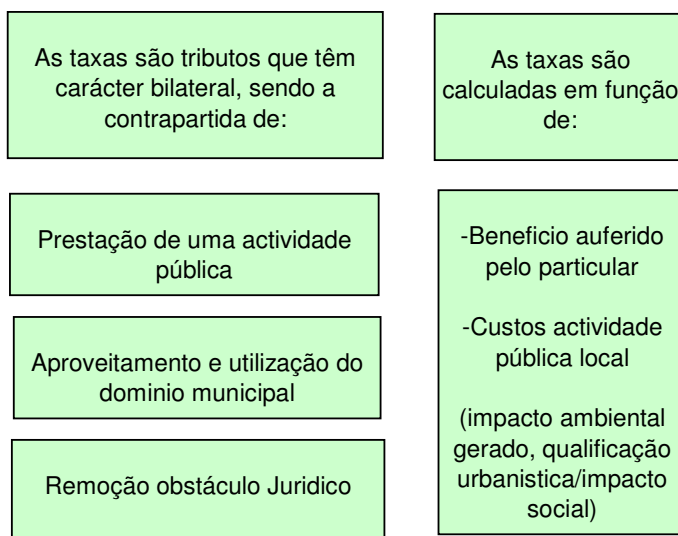 As taxas são tributos que têm
carácter bilateral, sendo a
contrapartida de:
Prestação de uma actividade
pública
Aproveitamento e utilização do
dominio municipal
Remoção obstáculo Juridico
As taxas são
calculadas em função
de:
-Beneficio auferido
pelo particular
-Custos actividade
pública local
(impacto ambiental
gerado, qualificação
urbanistica/impacto
social)